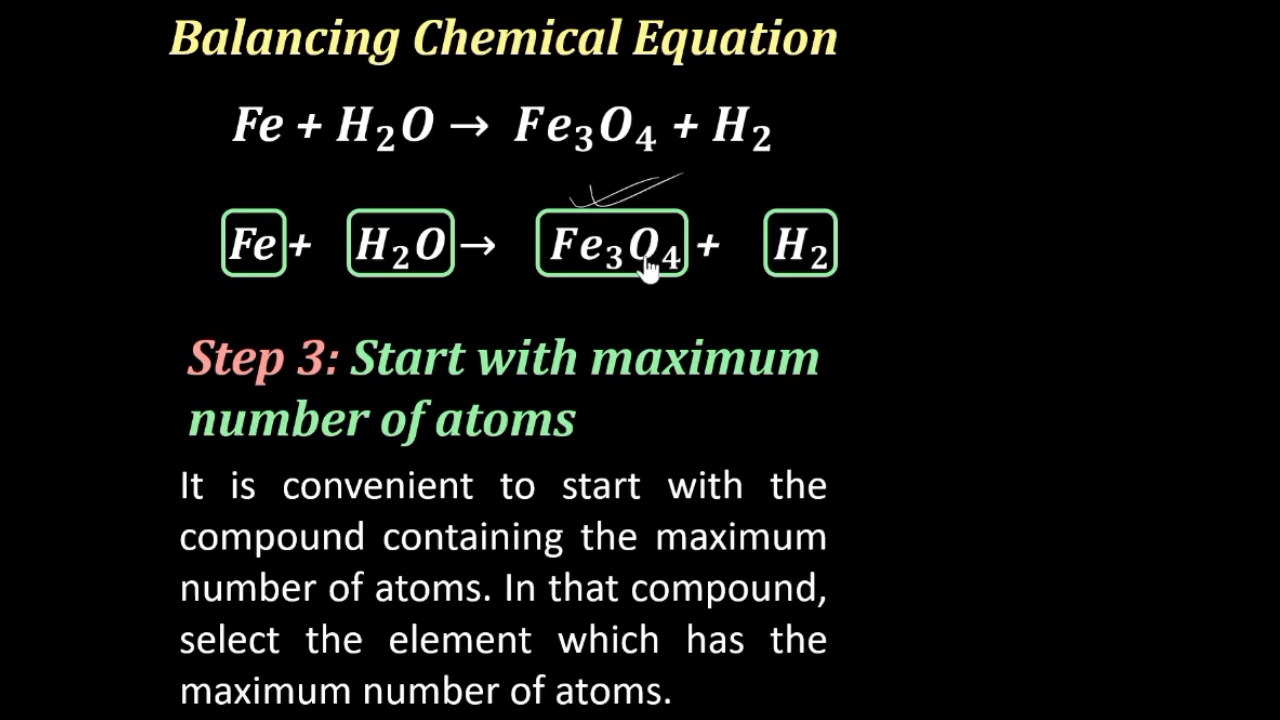 Balancing Chemical Equation
Fe + H₂O → Fe₃O₄ + H₂
Fe + H₂O → Fe₃O₄ + H₂
Step 3: Start with maximum
number of atoms
It is convenient to start with the
compound containing the maximum
number of atoms. In that compound,
select the element which has the
maximum number of atoms.